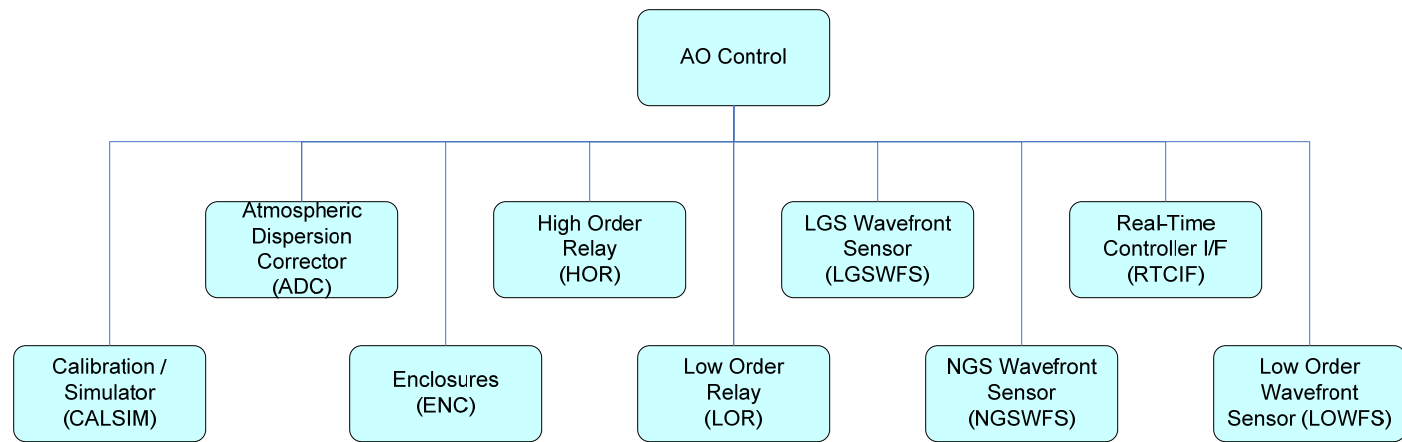 AO Control
Atmospheric
Dispersion
Corrector
(ADC)
High Order
Relay
(HOR)
LGS Wavefront
Sensor
(LGSWFS)
Real-Time
Controller I/F
(RTCIF)
Calibration /
Simulator
(CALSIM)
Enclosures
(ENC)
Low Order
Relay
(LOR)
NGS Wavefront
Sensor
(NGSWFS)
Low Order
Wavefront
Sensor (LOWFS)